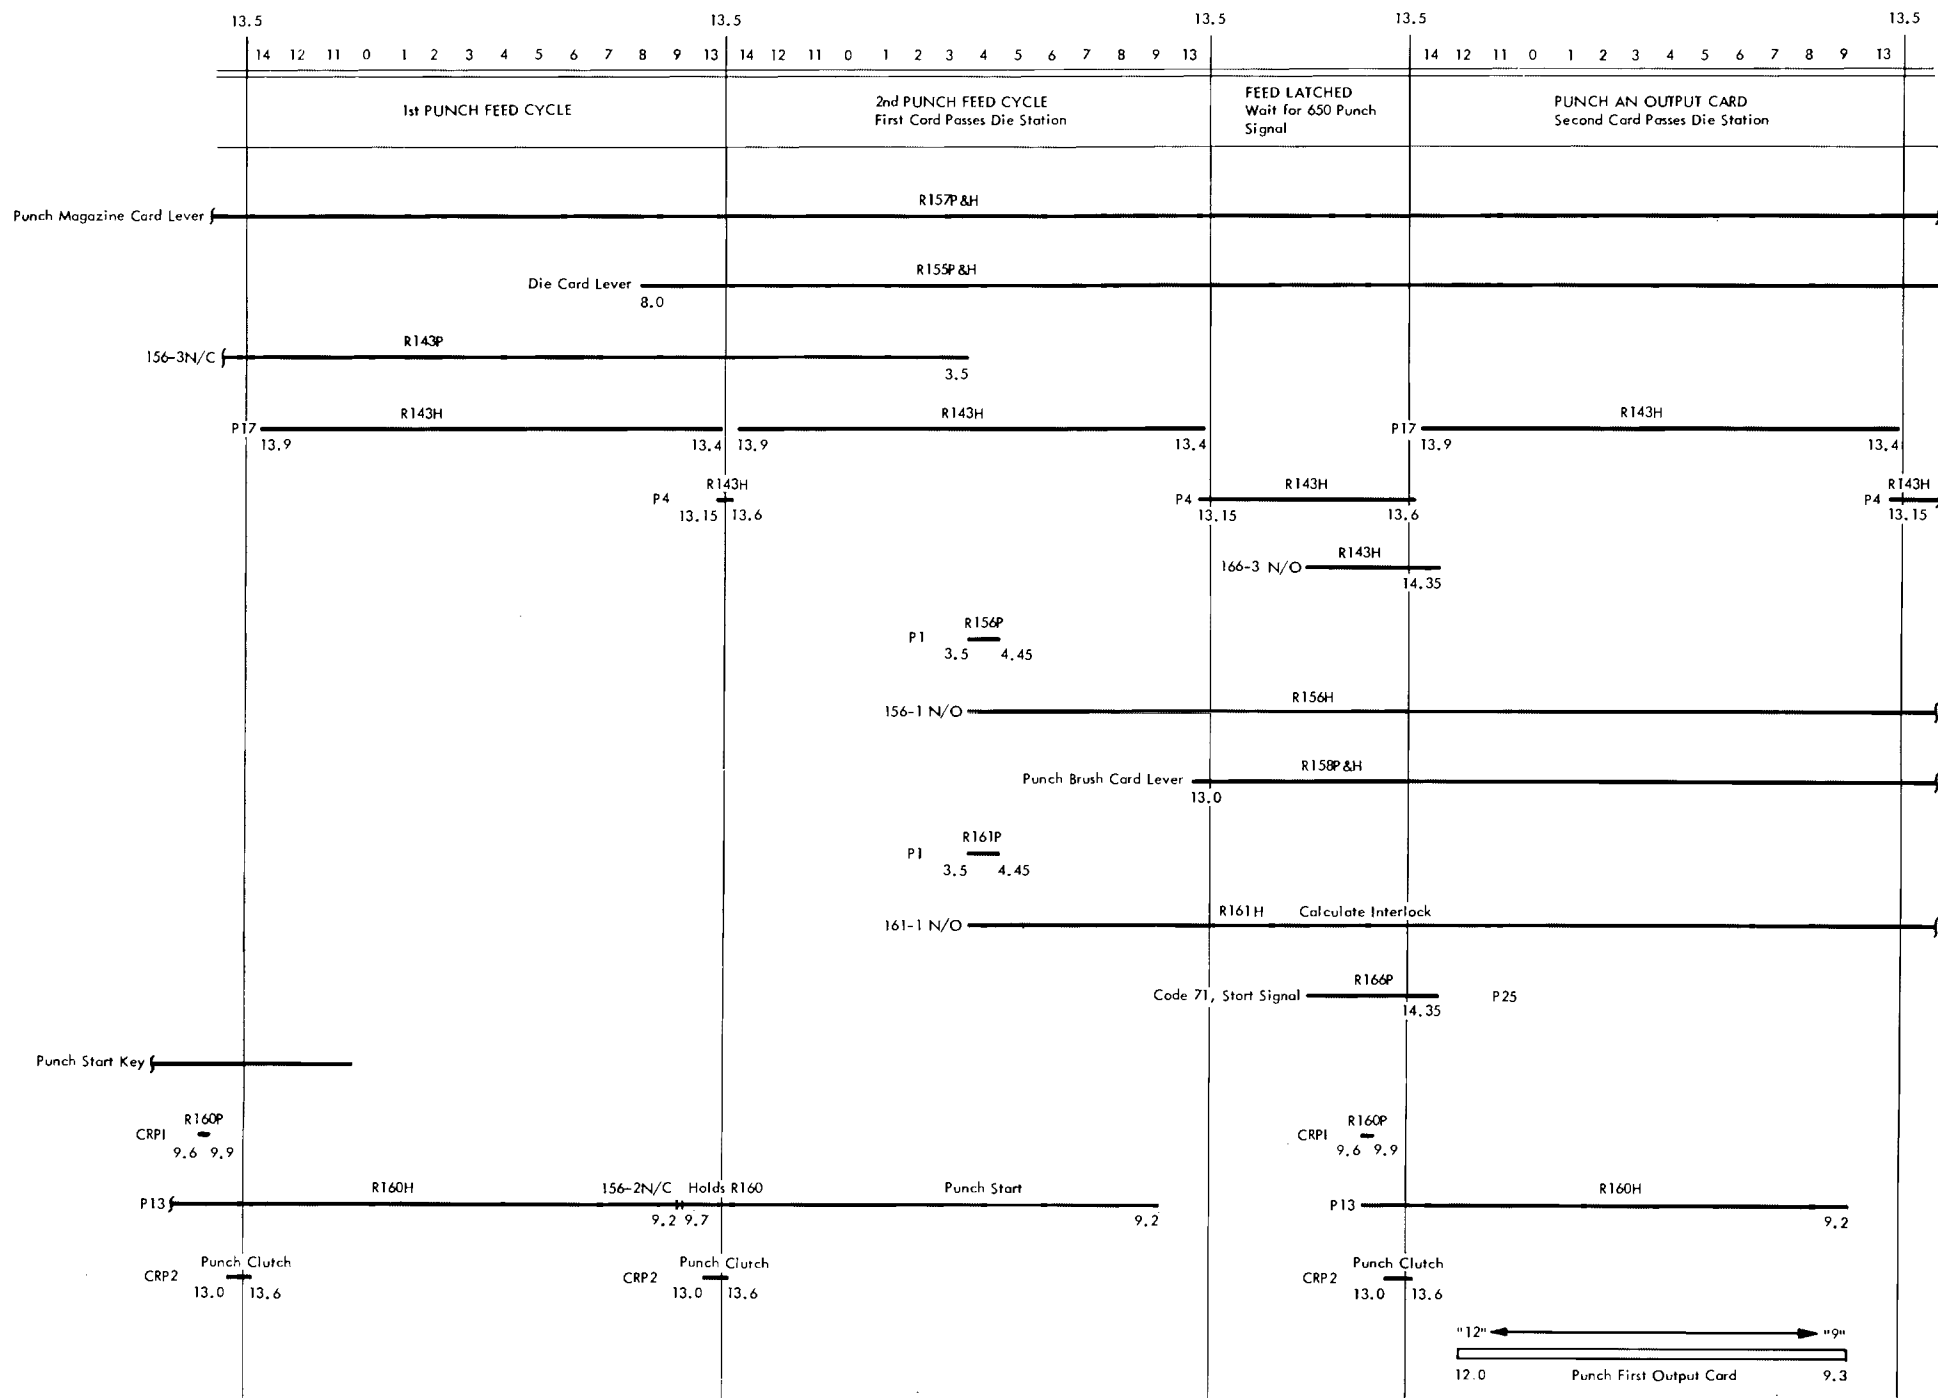 13.5 13.5 13.5 13.5 13.5
14 12 11 0 1 2 3 4 5 6 7 8 9 13 14 12 11 0 1 2 3 4 5 6 7 8 9 13 14 12 11 0 1 2 3 4 5 6 7 8 9 13
1st PUNCH FEED CYCLE
2nd PUNCH FEED CYCLE
First Card Passes Die Station
FEED LATCHED
Wait for 650 Punch
Signal
PUNCH AN OUTPUT CARD
Second Card Passes Die Station
R157P&H
Punch Magazine Card Lever
R155P&H
Die Card Lever
8.0
R143P
156-3N/C
3.5
R143H R143H R143H
P17 P17
13.9 13.4 13.9 13.4 13.9 13.4
R143H R143H R143H
P4 P4 P4
13.15 13.6 13.15 13.6 13.15
R143H
166-3 N/O
14.35
R156P
P1
3.5 4.45
R156H
156-1 N/O
R158P&H
Punch Brush Card Lever
13.0
R161P
P1
3.5 4.45
R161H Calculate Interlock
161-1 N/O
R166P
Code 71, Start Signal P25
14.35
Punch Start Key
R160P R160P
CRP1 CRP1
9.6 9.9 9.6 9.9
R160H 156-2N/C Holds R160 Punch Start R160H
P13 P13
9.2 9.7 9.2 9.2
Punch Clutch Punch Clutch Punch Clutch
CRP2 CRP2 CRP2
13.0 13.6 13.0 13.6 13.0 13.6
"12" "9"
12.0 Punch First Output Card 9.3